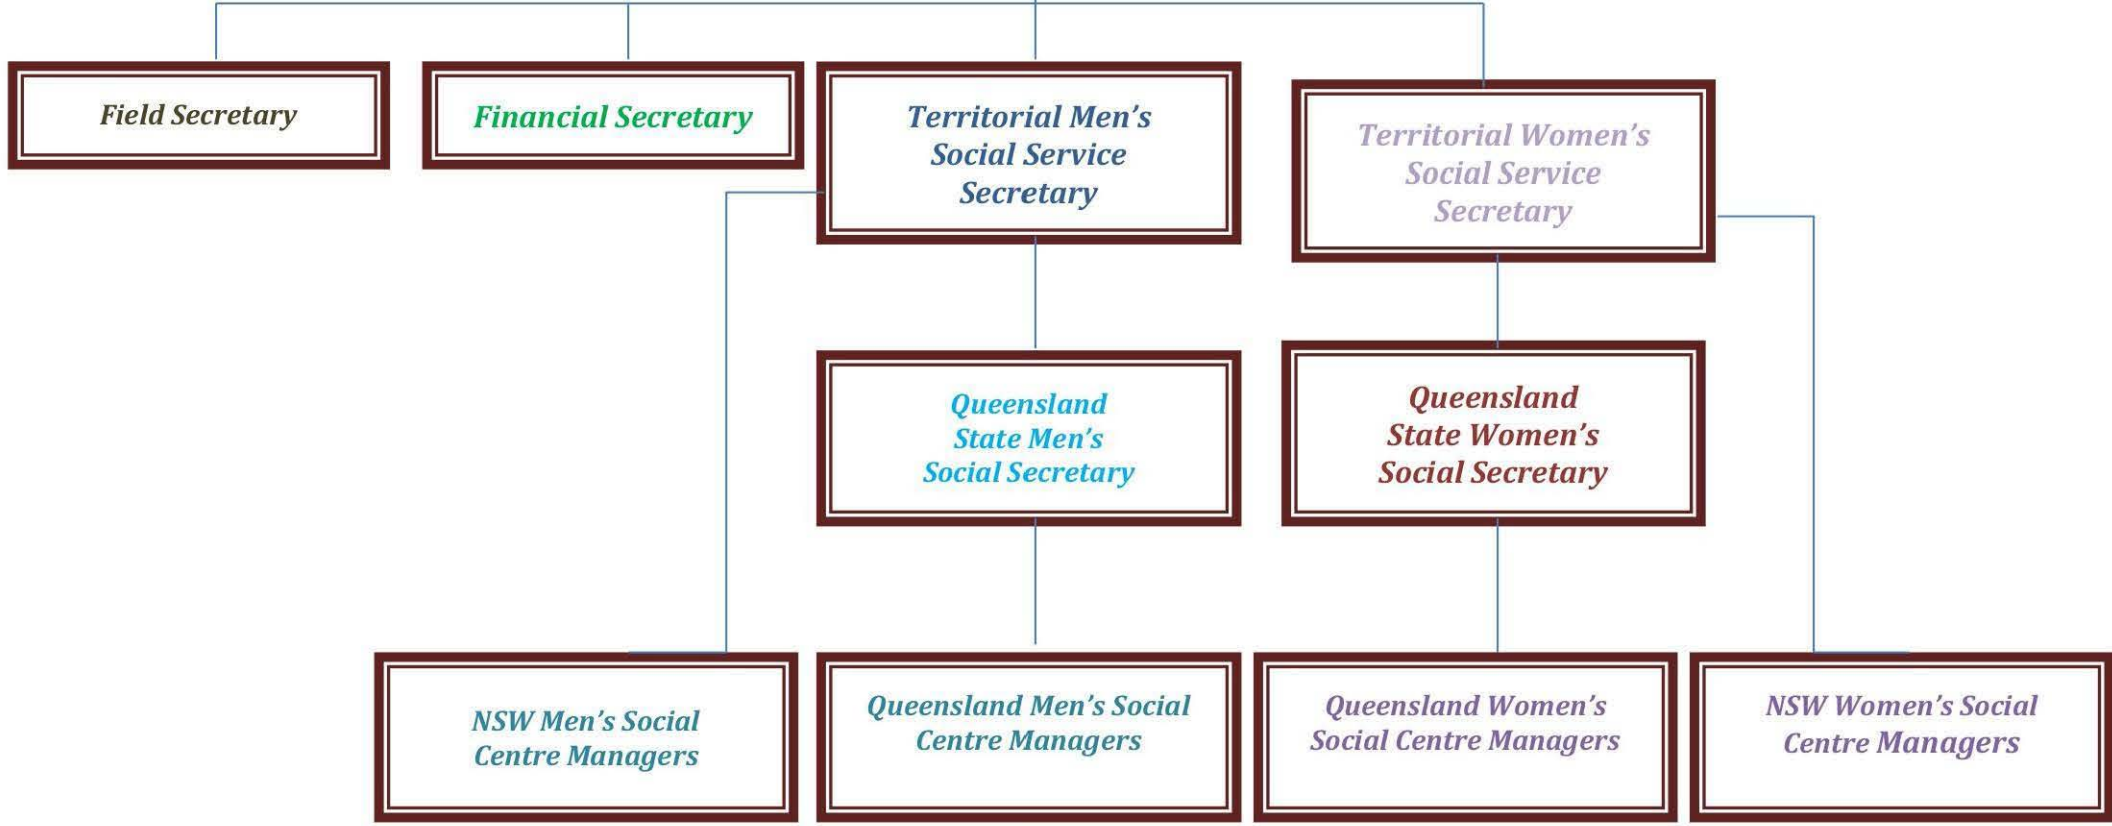 Field Secretary
Financial Secretary
Territorial Men’s
Social Service
Secretary
Territorial Women’s
Social Service
Secretary
Queensland
State Men’s
Social Secretary
Queensland
State Women’s
Social Secretary
NSW Men’s Social
Centre Managers
Queensland Men’s Social
Centre Managers
Queensland Women’s
Social Centre Managers
NSW Women’s Social
Centre Managers